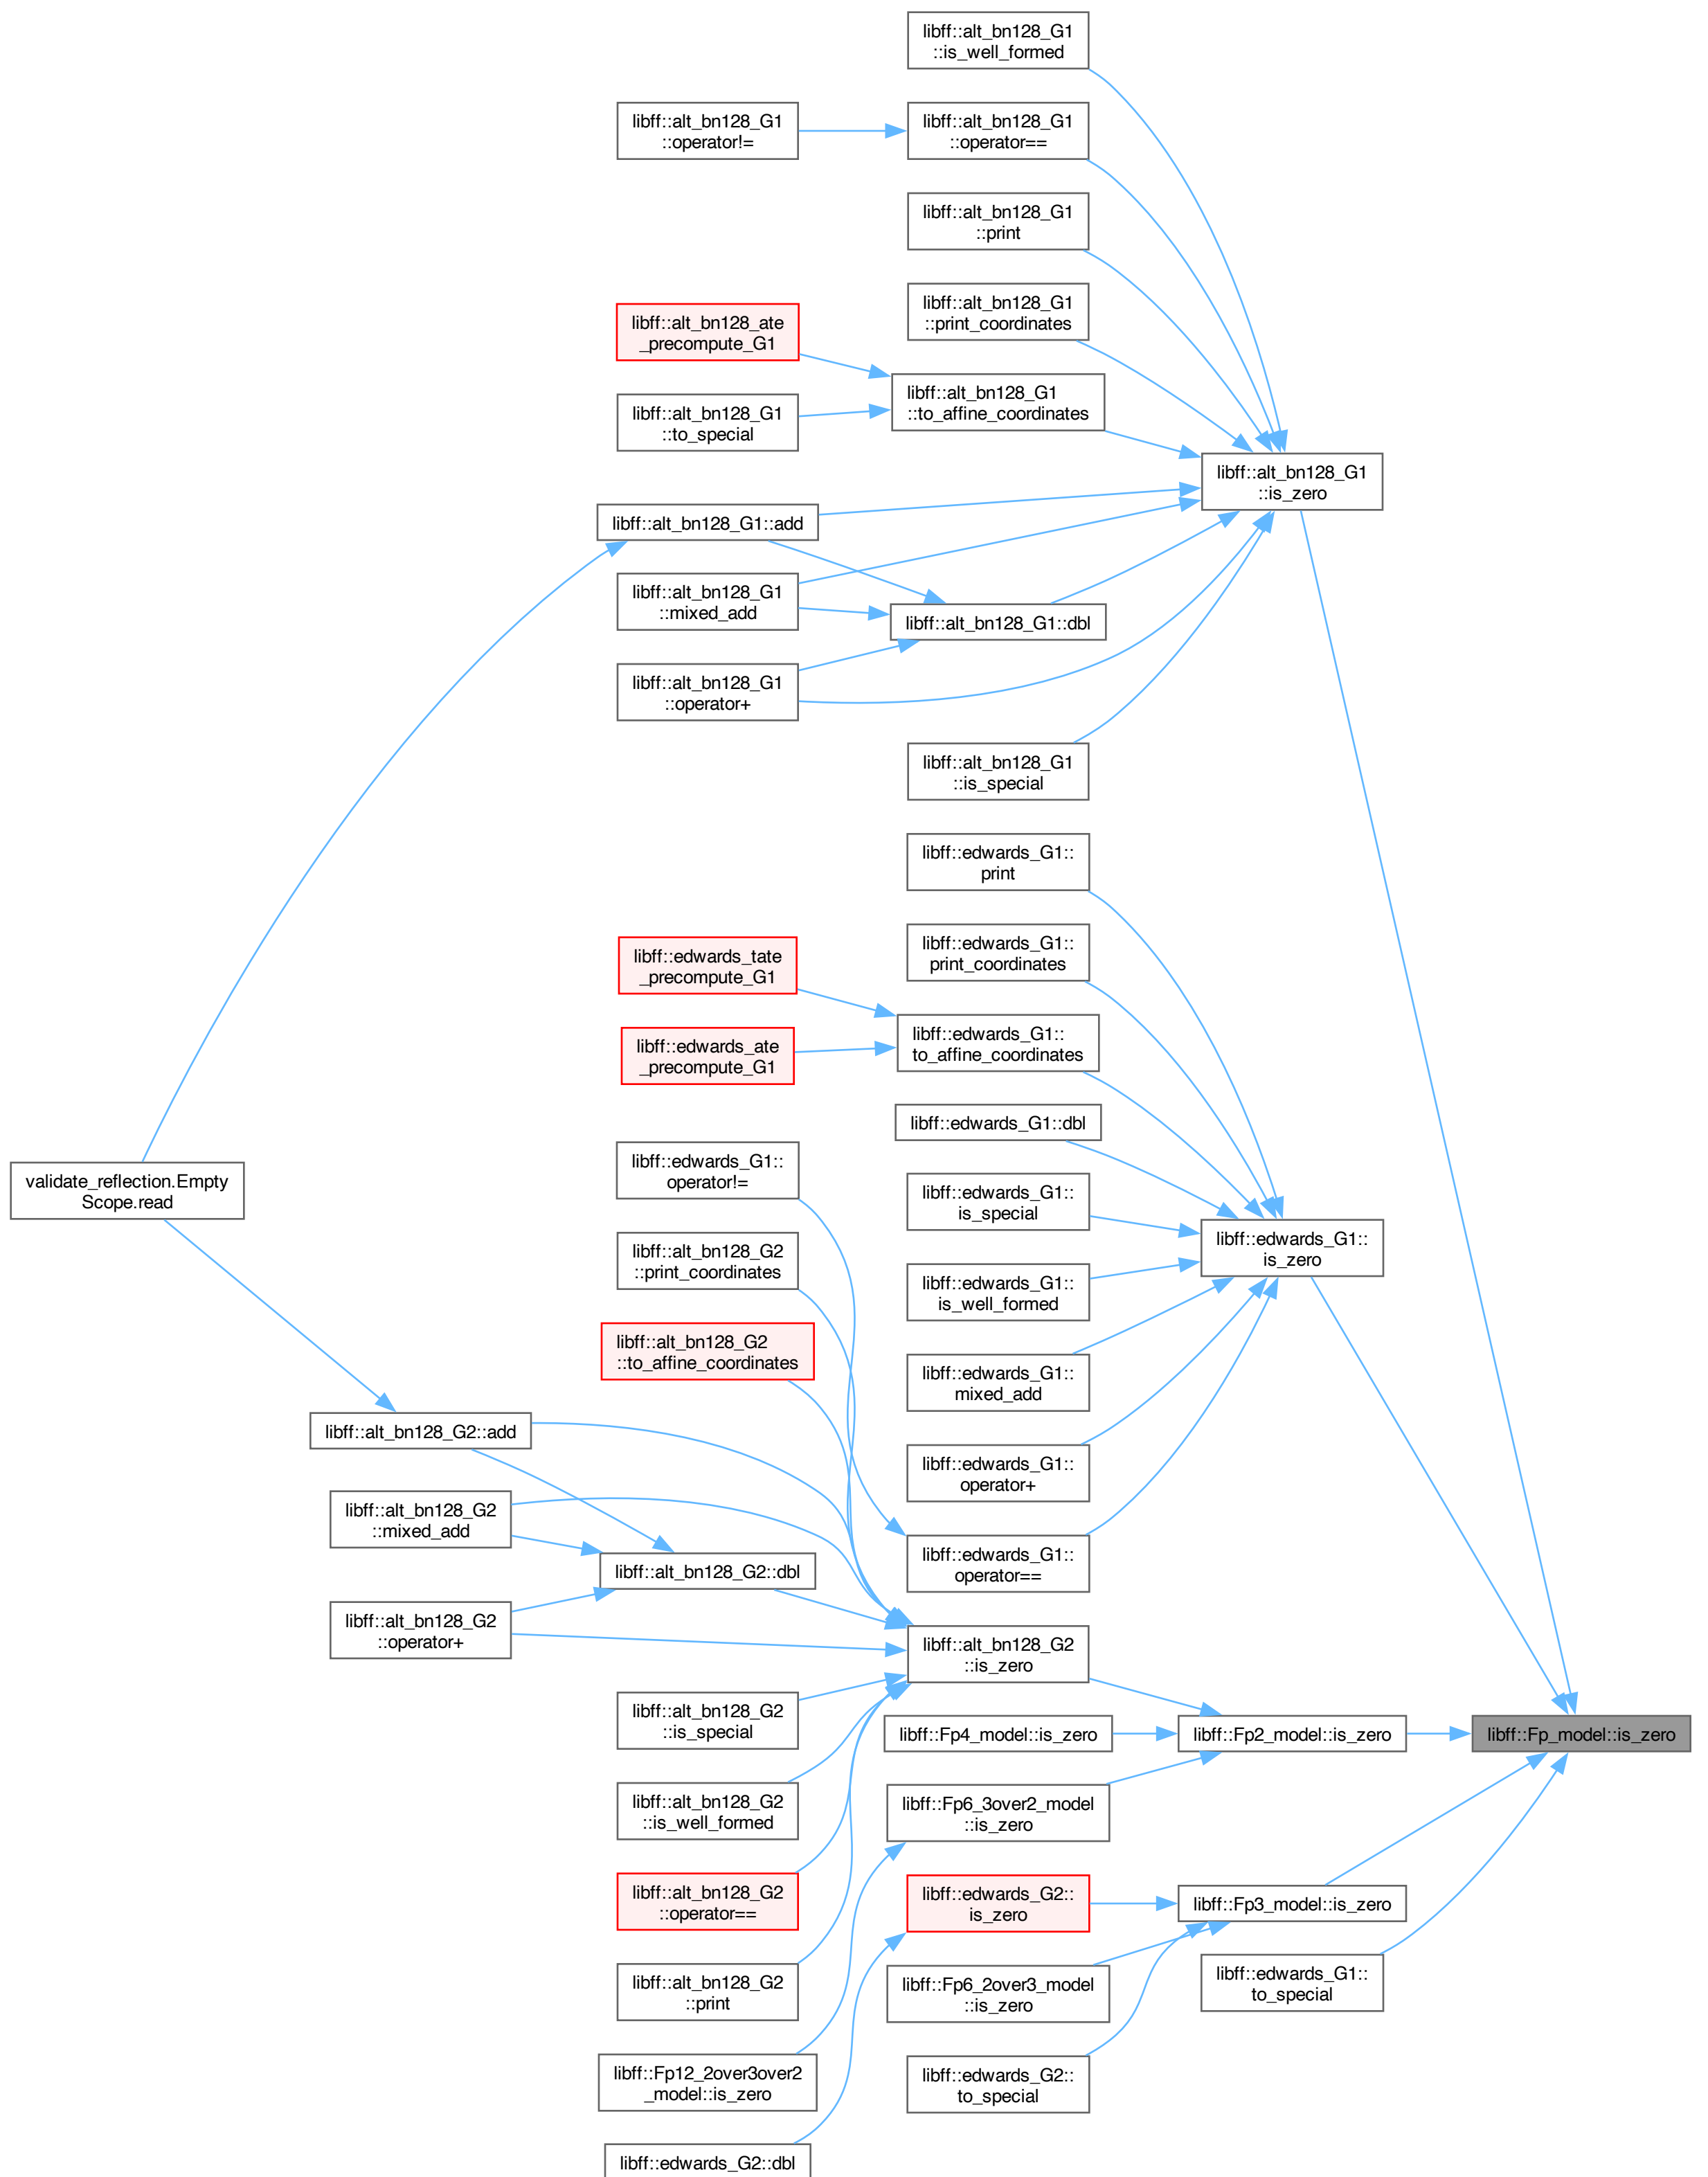 libff::alt_bn128_G1
::is_well_formed
libff::alt_bn128_G1
::operator!=
libff::alt_bn128_G1
::operator==
libff::alt_bn128_G1
::print
libff::alt_bn128_G1
::print_coordinates
libff::alt_bn128_ate
_precompute_G1
libff::alt_bn128_G1
::to_affine_coordinates
libff::alt_bn128_G1
::to_special
libff::alt_bn128_G1
::is_zero
libff::alt_bn128_G1::add
libff::alt_bn128_G1
::mixed_add
libff::alt_bn128_G1::dbl
libff::alt_bn128_G1
::operator+
libff::alt_bn128_G1
::is_special
libff::edwards_G1::
print
libff::edwards_G1::
print_coordinates
libff::edwards_tate
_precompute_G1
libff::edwards_G1::
to_affine_coordinates
libff::edwards_ate
_precompute_G1
libff::edwards_G1::dbl
libff::edwards_G1::
operator!=
validate_reflection.Empty
Scope.read
libff::edwards_G1::
is_special
libff::edwards_G1::
is_zero
libff::alt_bn128_G2
::print_coordinates
libff::edwards_G1::
is_well_formed
libff::alt_bn128_G2
::to_affine_coordinates
libff::edwards_G1::
mixed_add
libff::alt_bn128_G2::add
libff::edwards_G1::
operator+
libff::alt_bn128_G2
::mixed_add
libff::alt_bn128_G2::dbl
libff::edwards_G1::
operator==
libff::alt_bn128_G2
::operator+
libff::alt_bn128_G2
::is_zero
libff::alt_bn128_G2
::is_special
libff::Fp4_model::is_zero
libff::Fp2_model::is_zero
libff::Fp_model::is_zero
libff::alt_bn128_G2
::is_well_formed
libff::Fp6_3over2_model
::is_zero
libff::alt_bn128_G2
::operator==
libff::edwards_G2::
is_zero
libff::Fp3_model::is_zero
libff::alt_bn128_G2
::print
libff::Fp6_2over3_model
::is_zero
libff::edwards_G1::
to_special
libff::Fp12_2over3over2
_model::is_zero
libff::edwards_G2::
to_special
libff::edwards_G2::dbl